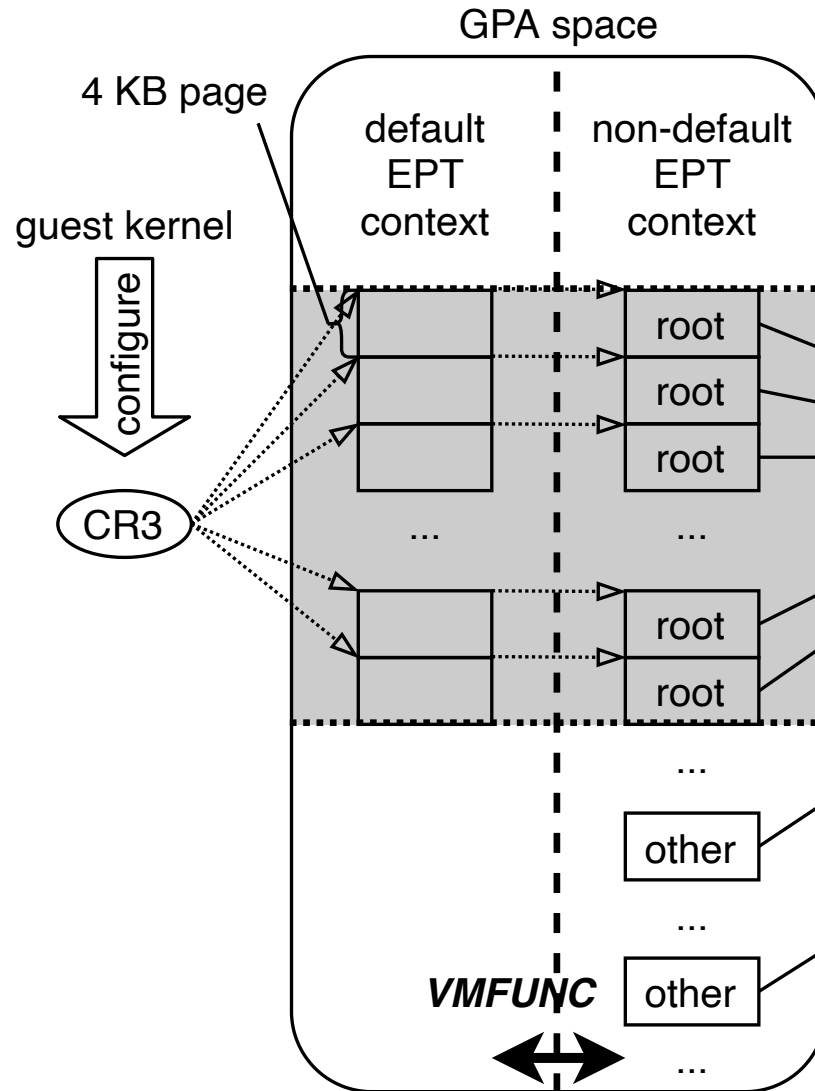 GPA space
4 KB page
default
EPT
context
non-default
EPT
context
guest kernel
configure
CR3
root
root
root
...
...
root
root
...
other
...
VMFUNC
other
...